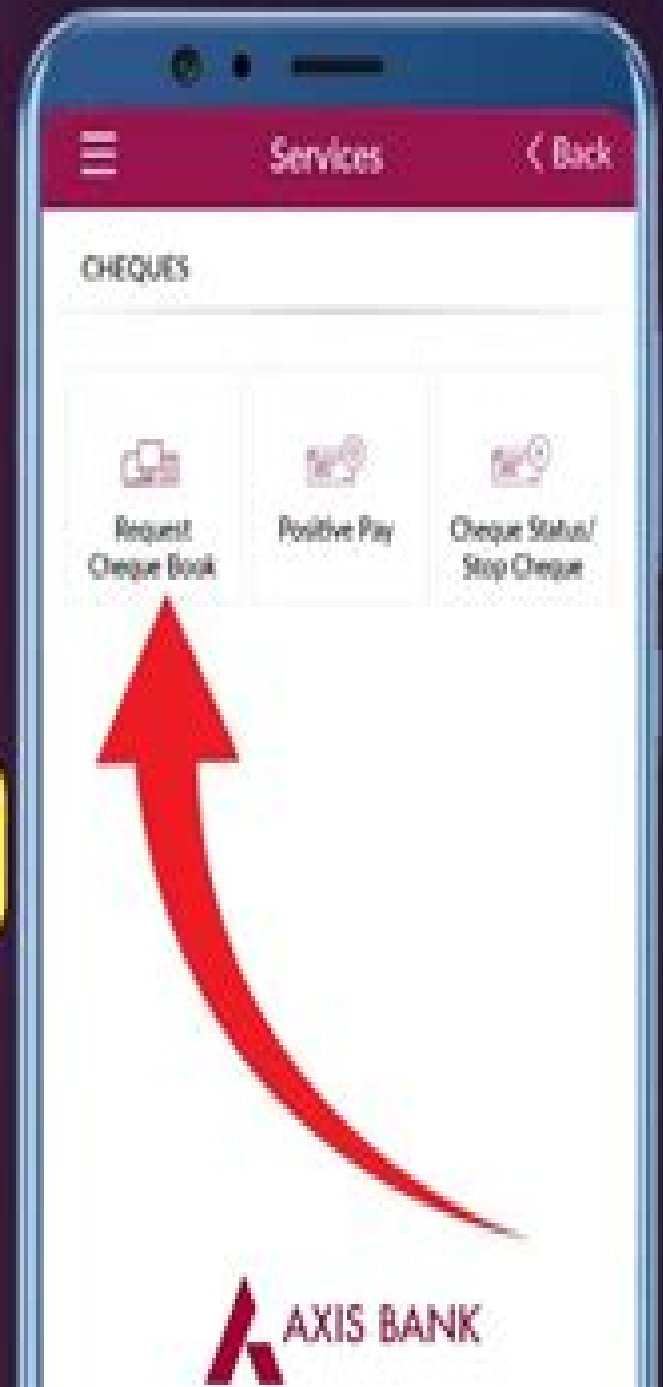 Services
< Back
CHEQUES
Request
Cheque Book
Positive Pay
Cheque Status/
Stop Cheque
AXIS BANK